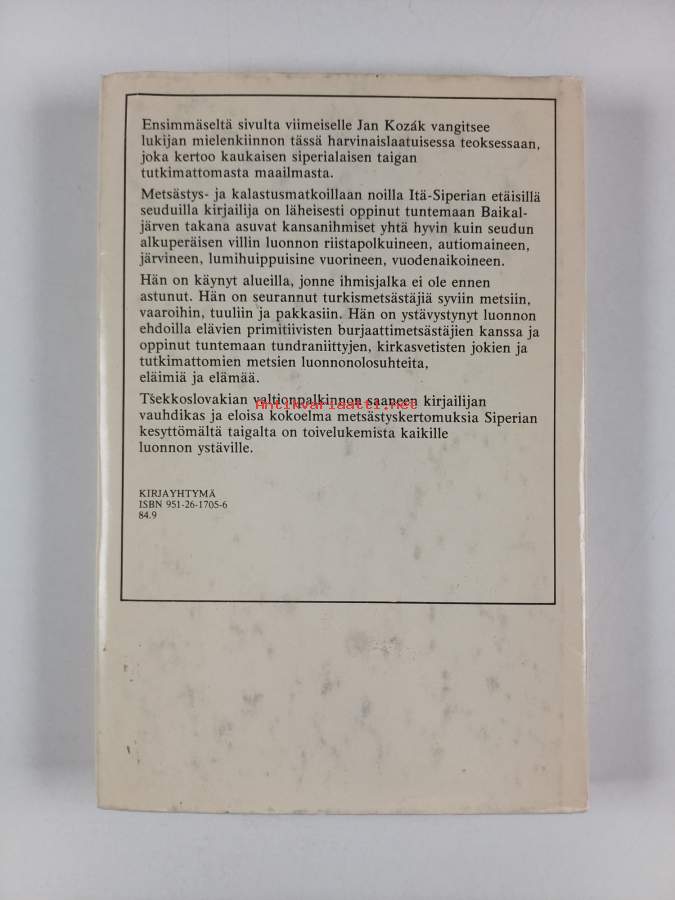 Ensimmäseltä sivulta viimeiselle Jan Kozák vangitsee
lukijan mielenkiinnon tässä harvinaislaatuisessa teoksessaan,
joka kertoo kaukaisen siperialaisen taigan
tutkimattomasta maailmasta.
Metsästys- ja kalastusmatkoillaan noilla Itä-Siperian etäisillä
seuduilla kirjailija on läheisesti oppinut tuntemaan Baikal-
järven takana asuvat kansanihmiset yhtä hyvin kuin seudun
alkuperäisen villin luonnon riistapolkuineen, autiomaineen,
järvineen, lumihuippuisine vuorineen, vuodenaikoineen.
Hän on käynyt alueilla, jonne ihmisjalka ei ole ennen
astunut. Hän on seurannut turkismetsästäjiä syviin metsiin,
vaaroihin, tuuliin ja pakkasiin. Hän on ystävystynyt luonnon
ehdoilla elävien primitiivisten burjaattimetsästäjien kanssa ja
oppinut tuntemaan tundraniittyjen, kirkasvetisten jokien ja
tutkimattomien metsien luonnonolosuhteita,
eläimiä ja elämää.
Tšekkoslovakian valtionpalkinnon saaneen kirjailijan
Antikvariaatti.net
vauhdikas ja eloisa kokoelma metsästyskertomuksia Siperian
kesyttömältä taigalta on toivelukemista kaikille
luonnon ystäville.
KIRJAYHTYMÄ
ISBN 951-26-1705-6
84.9